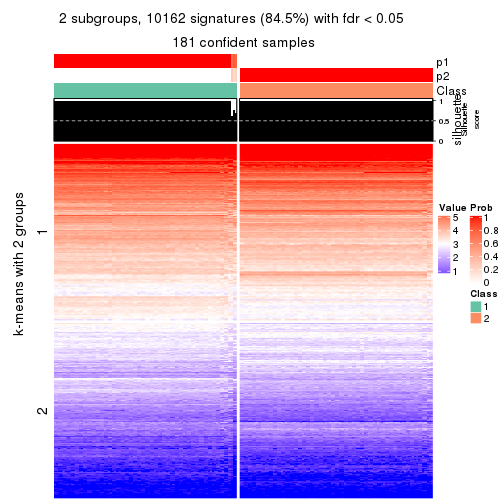 2 subgroups, 10162 signatures (84.5%) with fdr < 0.05
181 confident samples
p1
p2
Class
silhouette
1
0.5
0
Silhouette
score
k-means with 2 groups
1
2
Value
5
4
3
2
1
Prob
1
0.8
0.6
0.4
0.2
0
Class
1
2